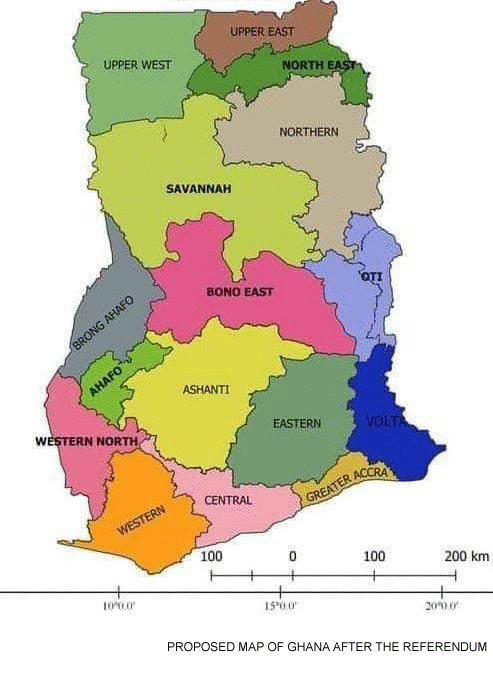 UPPER EAST
UPPER WEST
NORTH EAST
NORTHERN
SAVANNAH
OTI
BONO EAST
BRONG AHAFO
AHAFO
ASHANTI
EASTERN
VOLTA
WESTERN NORTH
GREATER ACCRA
CENTRAL
WESTERN
100 0 100 200 km
10°0.0' 15°0.0' 20°0.0'
PROPOSED MAP OF GHANA AFTER THE REFERENDUM